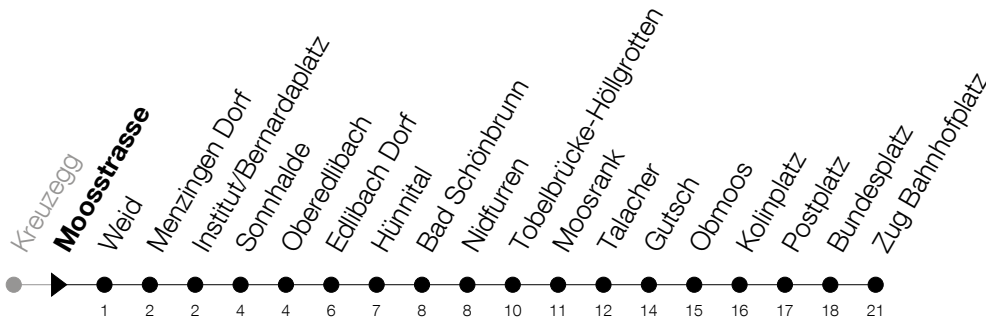 Kreuzegg
Moosstrasse
Weid
Menzingen Dorf
Institut/Bernardaplatz
Sonnhalde
Oberedlibach
Edlibach Dorf
Hünnital
Bad Schönbrunn
Nidfurren
Tobelbrücke-Höllgrotten
Moosrank
Talacher
Gutsch
Obmoos
Kolinplatz
Postplatz
Bundesplatz
Zug Bahnhofplatz
1 2 2 4 4 6 7 8 8 10 11 12 14 15 16 17 18 21